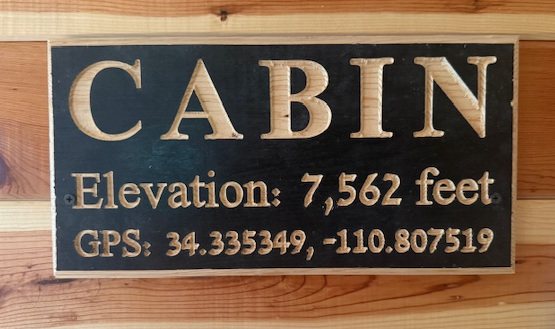 CABIN
Elevation: 7,562 feet
GPS: 34.335349, -110.807519